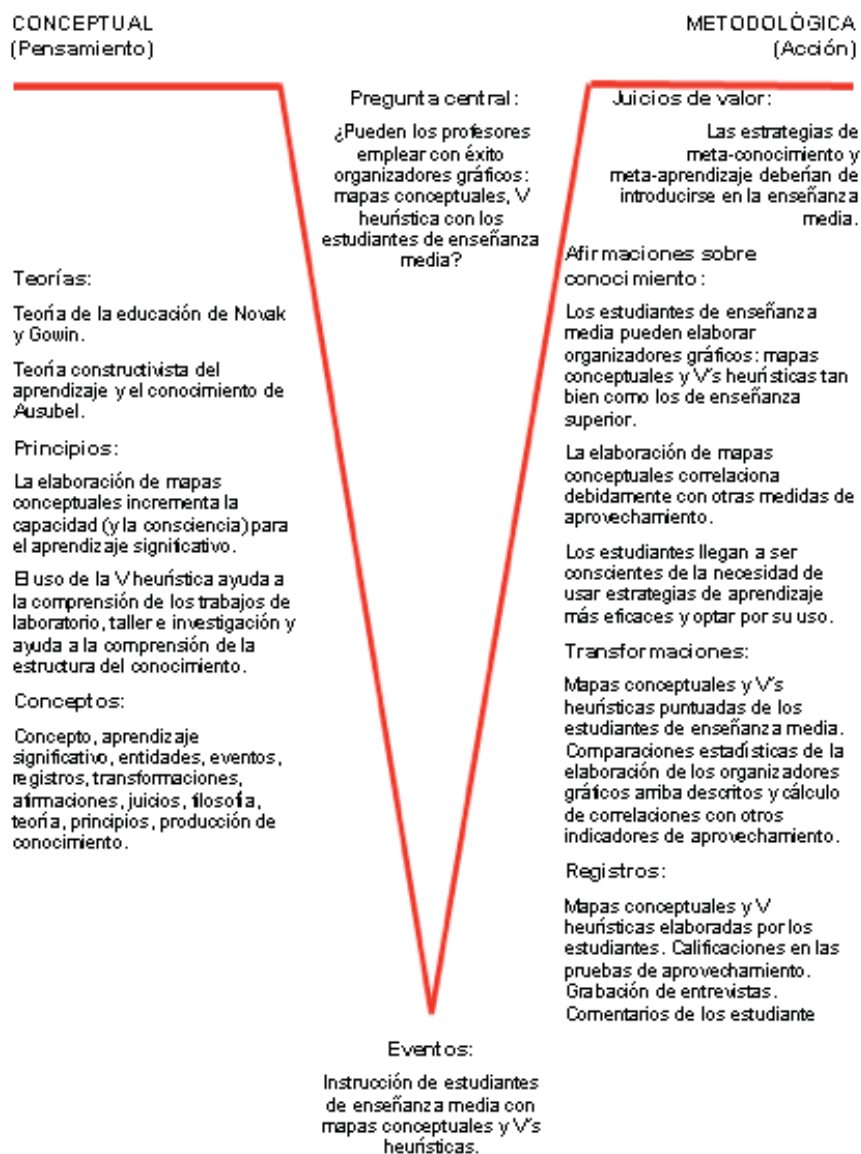 CONCEPTUAL
(Pensamiento)
METODOLÓGICA
(Acción)
Pregunta central:
¿Pueden los profesores
emplear con éxito
organizadores gráficos:
mapas conceptuales, V
heurística con los
estudiantes de enseñanza
media?
Teorías:
Teoría de la educación de Novak
y Gowin.
Teoría constructivista del
aprendizaje y el conocimiento de
Ausubel.
Principios:
La elaboración de mapas
conceptuales incrementa la
capacidad (y la consciencia) para
el aprendizaje significativo.
El uso de la V heurística ayuda a
la comprensión de los trabajos de
laboratorio, taller e investigación y
ayuda a la comprensión de la
estructura del conocimiento.
Conceptos:
Concepto, aprendizaje
significativo, entidades, eventos,
registros, transformaciones,
afirmaciones, juicios, filosofía,
teoría, principios, producción de
conocimiento.
Juicios de valor:
Las estrategias de
meta-conocimiento y
meta-aprendizaje deberían de
introducirse en la enseñanza
media.
Afirmaciones sobre
conocimiento:
Los estudiantes de enseñanza
media pueden elaborar
organizadores gráficos: mapas
conceptuales y V's heurísticas tan
bien como los de enseñanza
superior.
La elaboración de mapas
conceptuales correlaciona
debidamente con otras medidas de
aprovechamiento.
Los estudiantes llegan a ser
conscientes de la necesidad de
usar estrategias de aprendizaje
más eficaces y optar por su uso.
Transformaciones:
Mapas conceptuales y V's
heurísticas puntuadas de los
estudiantes de enseñanza media.
Comparaciones estadísticas de la
elaboración de los organizadores
gráficos arriba descritos y cálculo
de correlaciones con otros
indicadores de aprovechamiento.
Registros:
Mapas conceptuales y V
heurísticas elaboradas por los
estudiantes. Calificaciones en las
pruebas de aprovechamiento.
Grabación de entrevistas.
Comentarios de los estudiante
Eventos:
Instrucción de estudiantes
de enseñanza media con
mapas conceptuales y V's
heurísticas.